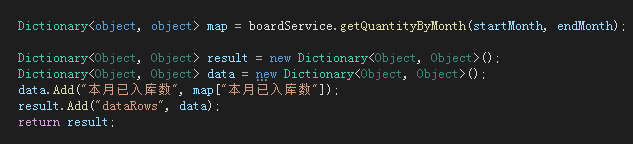 Dictionary<object, object> map = boardService.getQuantityByMonth(startMonth, endMonth);
Dictionary<Object, Object> result = new Dictionary<Object, Object>();
Dictionary<Object, Object> data = new Dictionary<Object, Object>();
data.Add("本月已入库数", map["本月已入库数"]);
result.Add("dataRows", data);
return result;